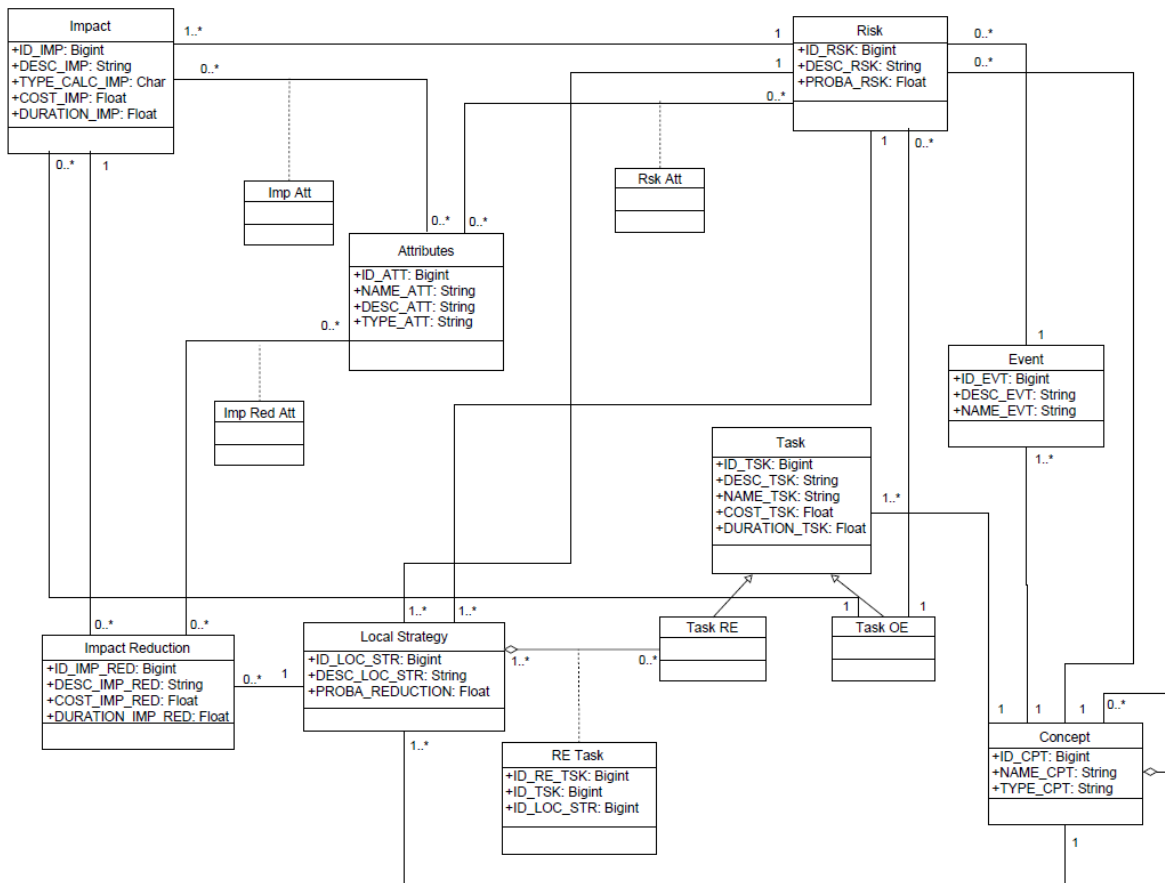 Impact
+ID_IMP: Bigint
+DESC_IMP: String
+TYPE_CALC_IMP: Char
+COST_IMP: Float
+DURATION_IMP: Float
1..*
1
0..*
1
0..*
0..*
1
Risk
+ID_RSK: Bigint
+DESC_RSK: String
+PROBA_RSK: Float
0..*
0..*
1
0..*
Imp Att
Rsk Att
0..*
0..*
Attributes
+ID_ATT: Bigint
+NAME_ATT: String
+DESC_ATT: String
+TYPE_ATT: String
0..*
Imp Red Att
1
Event
+ID_EVT: Bigint
+DESC_EVT: String
+NAME_EVT: String
1..*
Task
+ID_TSK: Bigint
+DESC_TSK: String
+NAME_TSK: String
+COST_TSK: Float
+DURATION_TSK: Float
1..*
0..*
0..*
Impact Reduction
+ID_IMP_RED: Bigint
+DESC_IMP_RED: String
+COST_IMP_RED: Float
+DURATION_IMP_RED: Float
0..*
1
1..*
1..*
Local Strategy
+ID_LOC_STR: Bigint
+DESC_LOC_STR: String
+PROBA_REDUCTION: Float
1..*
1..*
0..*
Task RE
1
1
Task OE
RE Task
+ID_RE_TSK: Bigint
+ID_TSK: Bigint
+ID_LOC_STR: Bigint
1
1
1
0..*
Concept
+ID_CPT: Bigint
+NAME_CPT: String
+TYPE_CPT: String
1